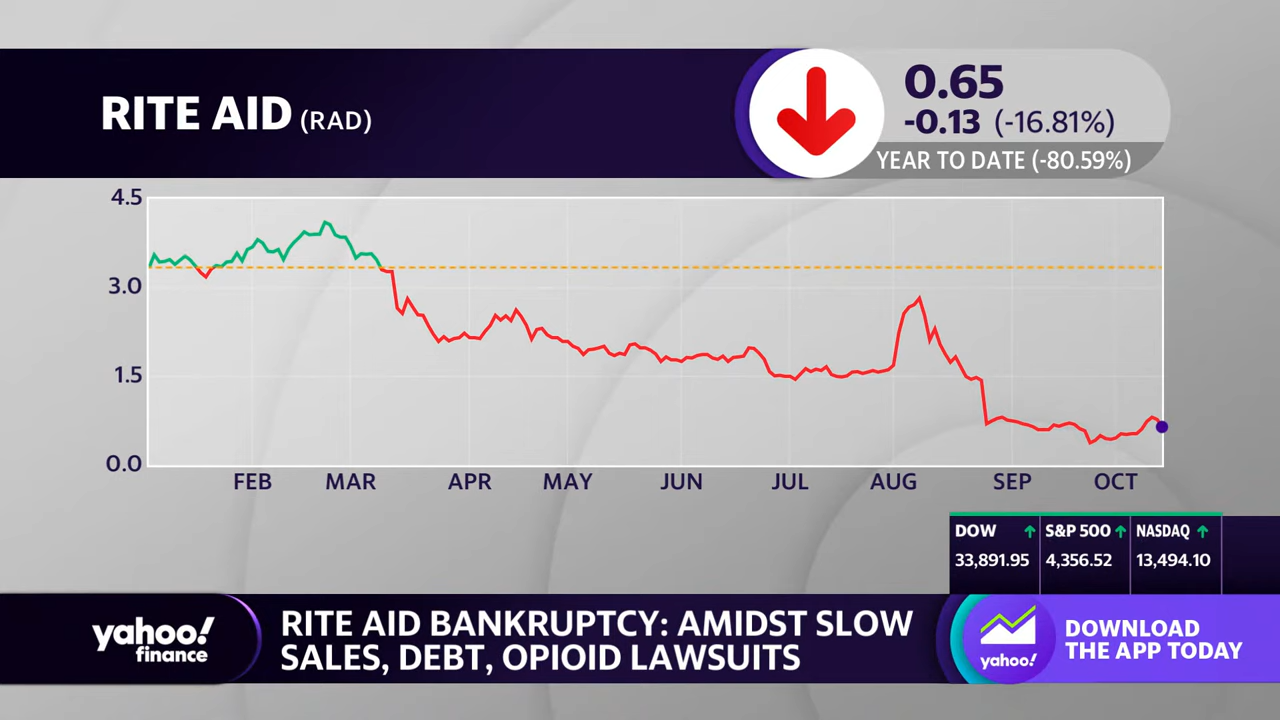 RITE AID (RAD)
0.65
-0.13 (-16.81%)
YEAR TO DATE (-80.59%)
4.5
3.0
1.5
0.0
FEB MAR APR MAY JUN JUL AUG SEP OCT
DOW S&P 500 NASDAQ
33,891.95 4,356.52 13,494.10
yahoo!
finance
RITE AID BANKRUPTCY: AMIDST SLOW
SALES, DEBT, OPIOID LAWSUITS
yahoo!
DOWNLOAD
THE APP TODAY